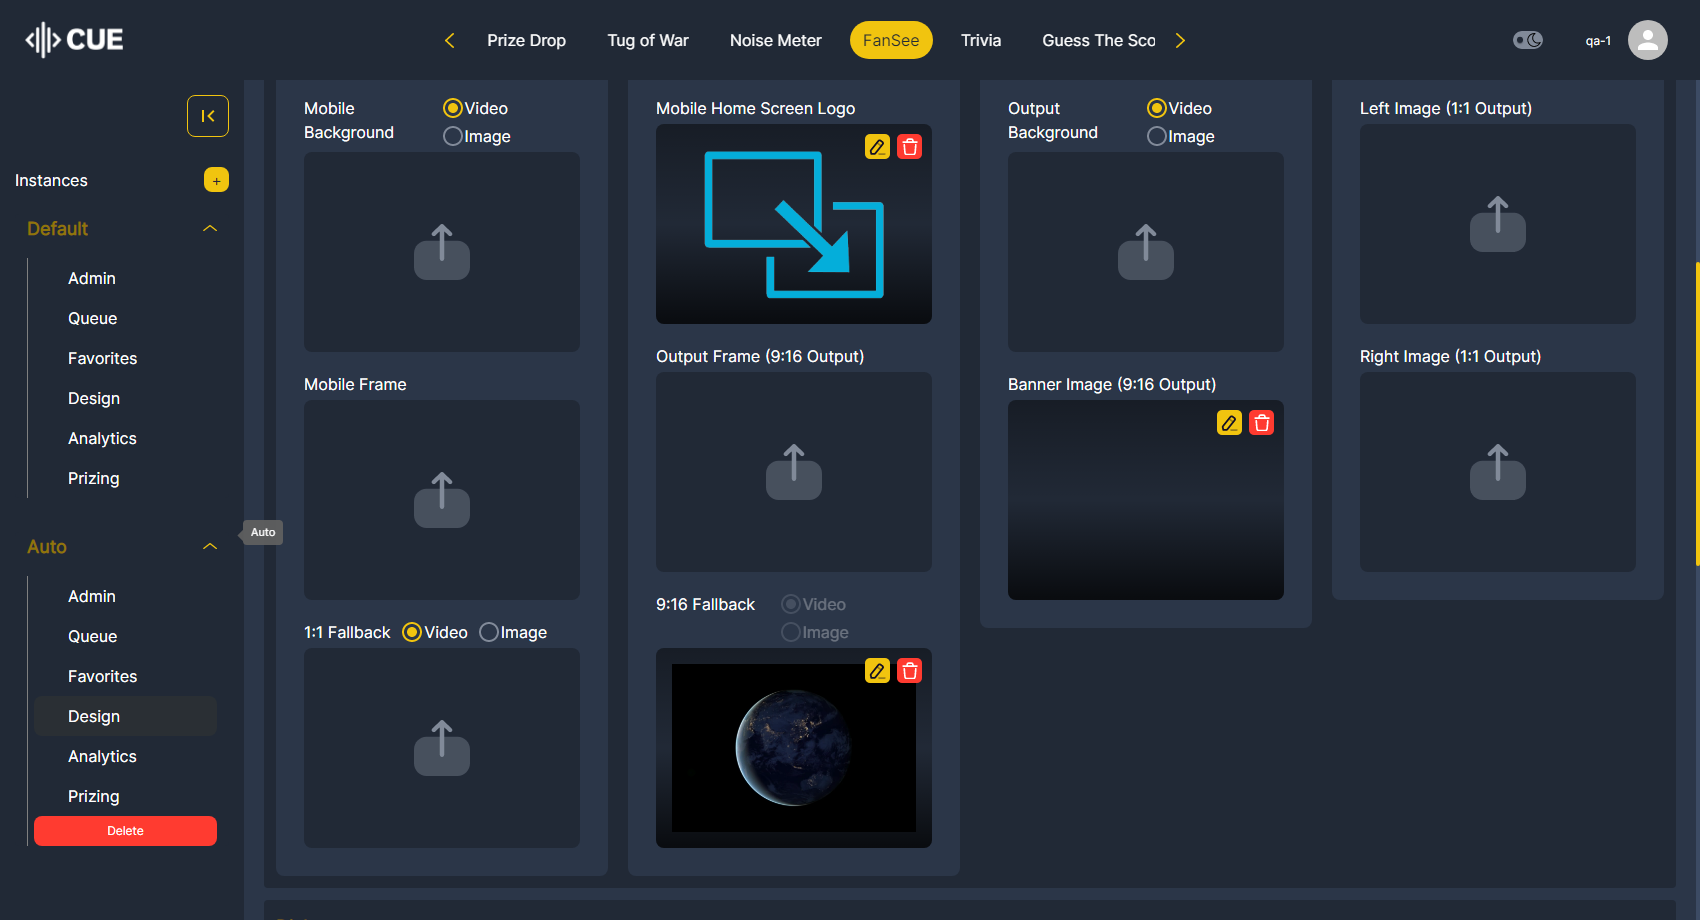 CUE
Prize Drop
Tug of War
Noise Meter
FanSee
Trivia
Guess The Sco
qa-1
Instances
+
Default
Admin
Queue
Favorites
Design
Analytics
Prizing
Auto
Auto
Admin
Queue
Favorites
Design
Analytics
Prizing
Delete
Mobile
Background
Video
Image
Mobile Frame
1:1 Fallback
Video
Image
Mobile Home Screen Logo
Output Frame (9:16 Output)
9:16 Fallback
Video
Image
Output
Background
Video
Image
Banner Image (9:16 Output)
Left Image (1:1 Output)
Right Image (1:1 Output)